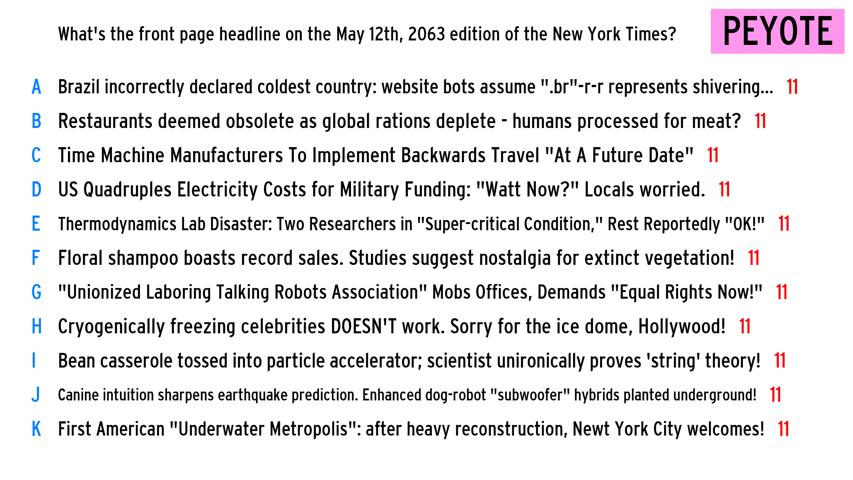 What's the front page headline on the May 12th, 2063 edition of the New York Times? PEYOTE
A Brazil incorrectly declared coldest country: website bots assume ".br"-r-r represents shivering... 11
B Restaurants deemed obsolete as global rations deplete - humans processed for meat? 11
C Time Machine Manufacturers To Implement Backwards Travel "At A Future Date" 11
D US Quadruples Electricity Costs for Military Funding: "Watt Now?" Locals worried. 11
E Thermodynamics Lab Disaster: Two Researchers in "Super-critical Condition," Rest Reportedly "OK!" 11
F Floral shampoo boasts record sales. Studies suggest nostalgia for extinct vegetation! 11
G "Unionized Laboring Talking Robots Association" Mobs Offices, Demands "Equal Rights Now!" 11
H Cryogenically freezing celebrities DOESN'T work. Sorry for the ice dome, Hollywood! 11
I Bean casserole tossed into particle accelerator; scientist unironically proves 'string' theory! 11
J Canine intuition sharpens earthquake prediction. Enhanced dog-robot "subwoofer" hybrids planted underground! 11
K First American "Underwater Metropolis": after heavy reconstruction, Newt York City welcomes! 11